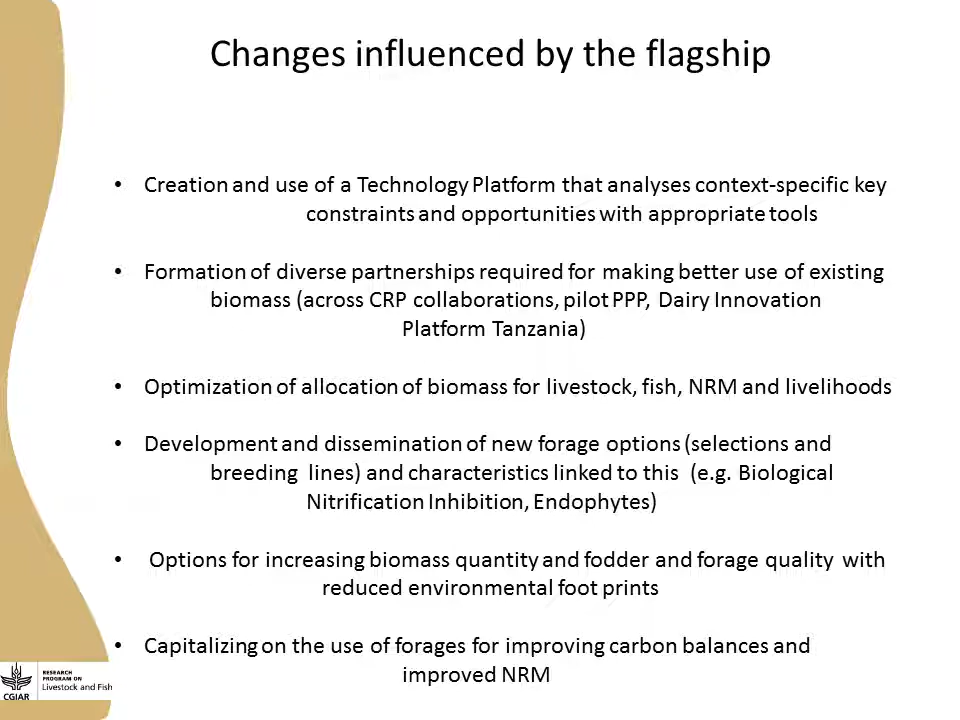 Changes influenced by the flagship
• Creation and use of a Technology Platform that analyses context-specific key
constraints and opportunities with appropriate tools
• Formation of diverse partnerships required for making better use of existing
biomass (across CRP collaborations, pilot PPP, Dairy Innovation
Platform Tanzania)
• Optimization of allocation of biomass for livestock, fish, NRM and livelihoods
• Development and dissemination of new forage options (selections and
breeding lines) and characteristics linked to this (e.g. Biological
Nitrification Inhibition, Endophytes)
• Options for increasing biomass quantity and fodder and forage quality with
reduced environmental foot prints
• Capitalizing on the use of forages for improving carbon balances and
improved NRM
RESEARCH
PROGRAM ON
Livestock and Fish
CGIAR